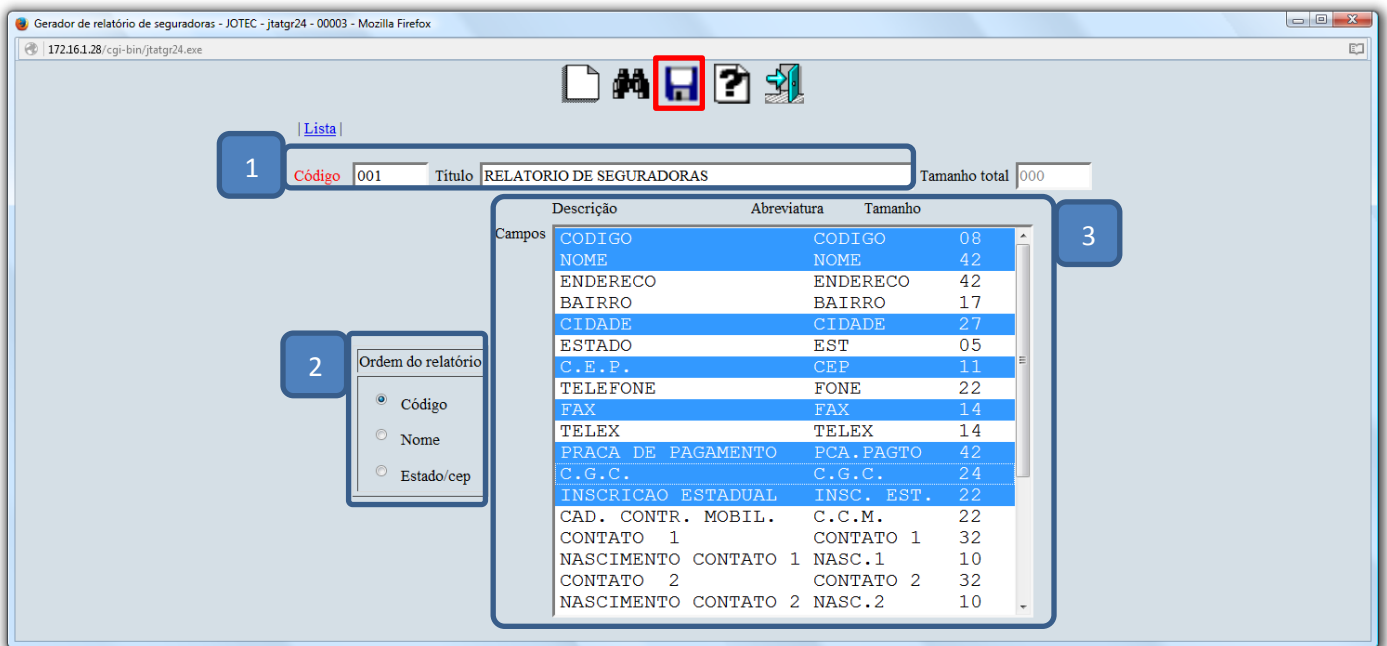 Gerador de relatório de seguradoras - JOTEC - jtatgr24 - 00003 - Mozilla Firefox
172.16.1.28/cgi-bin/jtatgr24.exe
| Lista |
1
Código 001 Título RELATORIO DE SEGURADORAS Tamanho total 000
Descrição Abreviatura Tamanho
Campos
CODIGO CODIGO 08
NOME NOME 42
ENDERECO ENDERECO 42
BAIRRO BAIRRO 17
CIDADE CIDADE 27
ESTADO EST 05
C.E.P. CEP 11
TELEFONE FONE 22
FAX FAX 14
TELEX TELEX 14
PRACA DE PAGAMENTO PCA.PAGTO 42
C.G.C. C.G.C. 24
INSCRICAO ESTADUAL INSC. EST. 22
CAD. CONTR. MOBIL. C.C.M. 22
CONTATO 1 CONTATO 1 32
NASCIMENTO CONTATO 1 NASC.1 10
CONTATO 2 CONTATO 2 32
NASCIMENTO CONTATO 2 NASC.2 10
3
2
Ordem do relatório
Código
Nome
Estado/cep